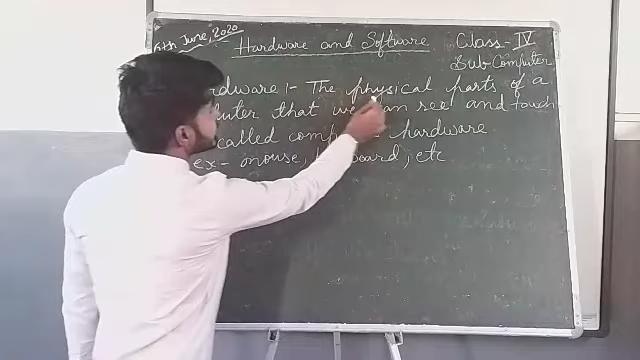 6th June, 2020
Hardware and Software
Class - IV
Sub- Computer
rdware :- The physical parts of a
uter that we can see and touch
called comp hardware
ex - mouse, board, etc